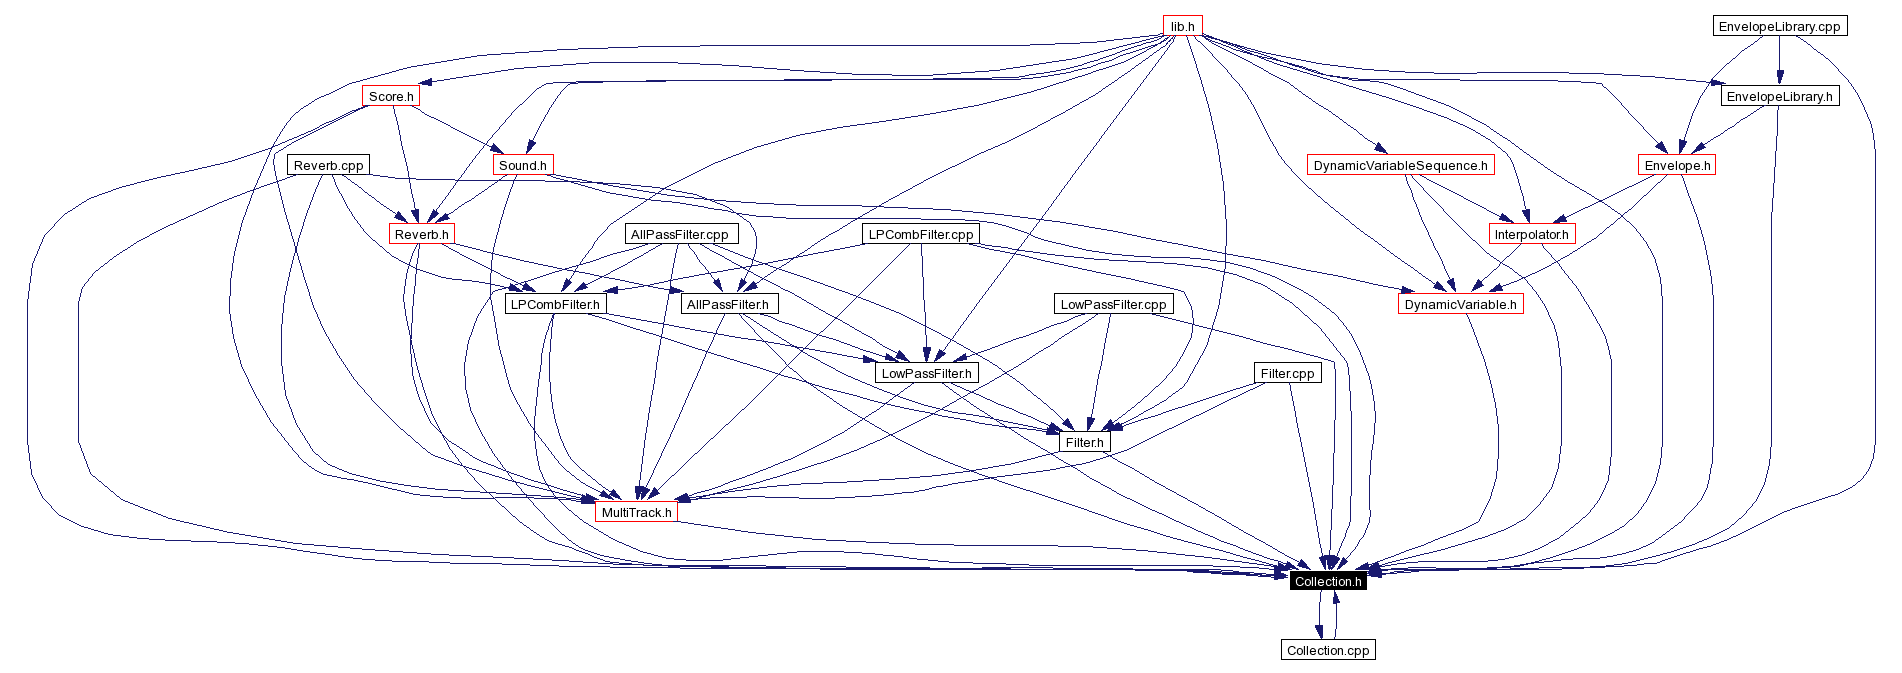 lib.h
EnvelopeLibrary.cpp
Score.h
EnvelopeLibrary.h
Reverb.cpp
Sound.h
DynamicVariableSequence.h
Envelope.h
Reverb.h
AllPassFilter.cpp
LPCombFilter.cpp
Interpolator.h
LPCombFilter.h
AllPassFilter.h
LowPassFilter.cpp
DynamicVariable.h
LowPassFilter.h
Filter.cpp
Filter.h
MultiTrack.h
Collection.h
Collection.cpp